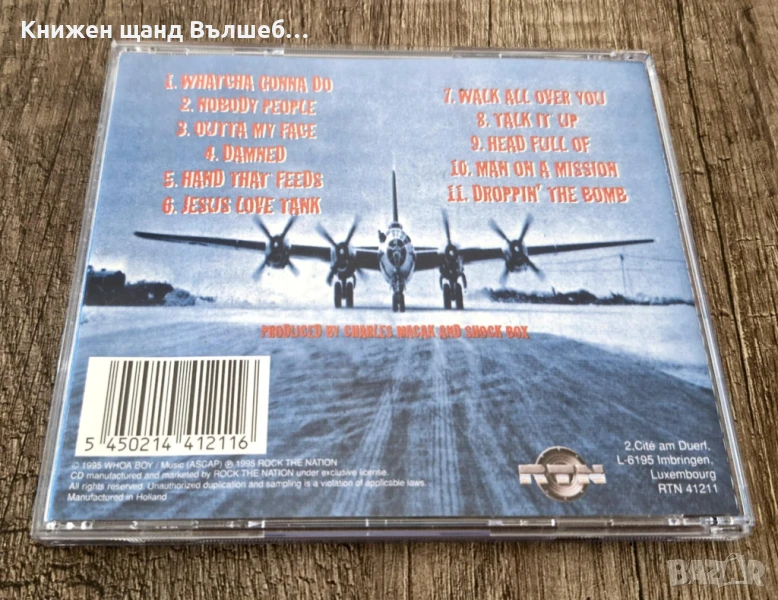 Книжен щанд Вълшеб...
1. WHATCHA GONNA DO
2. NOBODY PEOPLE
3. OUTTA MY FACE
4. DAMNED
5. HAND THAT FEEDS
6. JESUS LOVE TANK
7. WALK ALL OVER YOU
8. TALK IT UP
9. HEAD FULL OF
10. MAN ON A MISSION
11. DROPPIN' THE BOMB
PRODUCED BY CHARLES MACAK AND SHOCK BOX
5 450214 412116
© 1995 WHOA BOY / Music (ASCAP) ℗ 1995 ROCK THE NATION
CD manufactured and marketed by ROCK THE NATION under exclusive license.
All rights reserved. Unauthorized duplication and sampling is a violation of applicable laws.
Manufactured in Holland
RTN
2,Cité am Duerf,
L-6195 Imbringen,
Luxembourg
RTN 41211
BAZAR